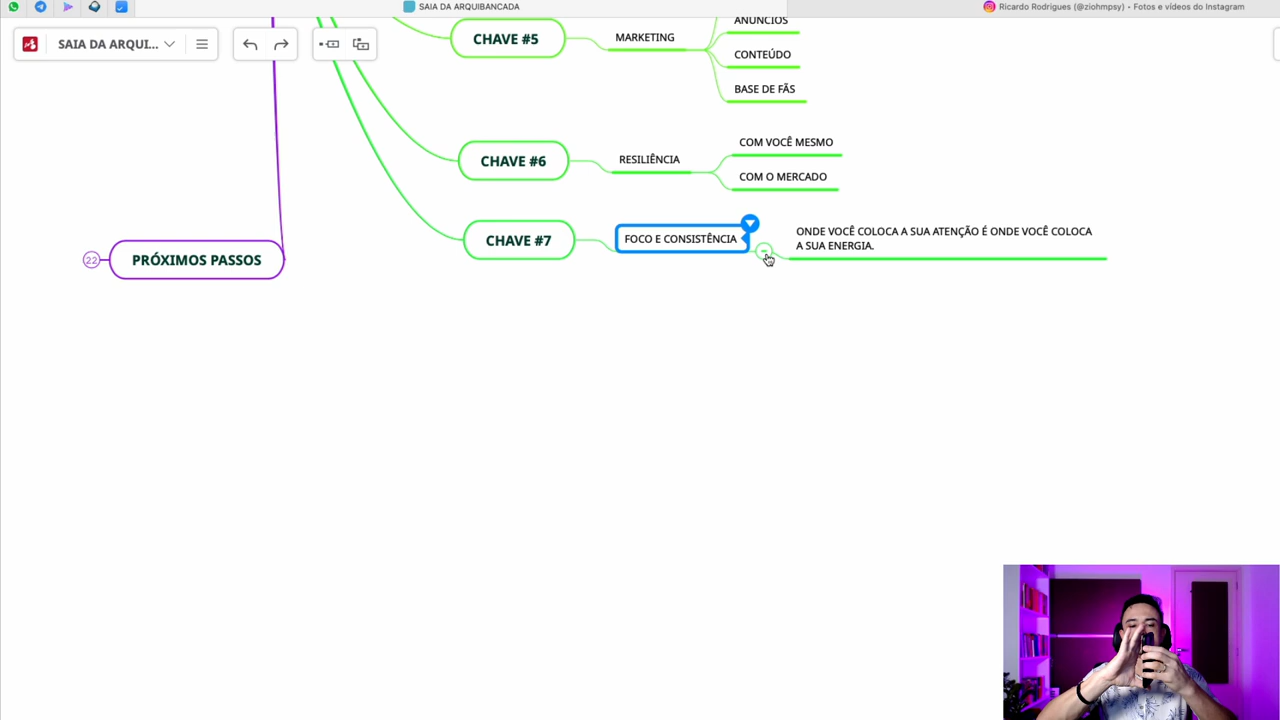 SAIA DA ARQUIBANCADA
Ricardo Rodrigues (@ziohmpsy) • Fotos e vídeos do Instagram
SAIA DA ARQUI...
CHAVE #5
MARKETING
ANÚNCIOS
CONTEÚDO
BASE DE FÃS
CHAVE #6
RESILIÊNCIA
COM VOCÊ MESMO
COM O MERCADO
CHAVE #7
FOCO E CONSISTÊNCIA
ONDE VOCÊ COLOCA A SUA ATENÇÃO É ONDE VOCÊ COLOCA
A SUA ENERGIA.
22
PRÓXIMOS PASSOS